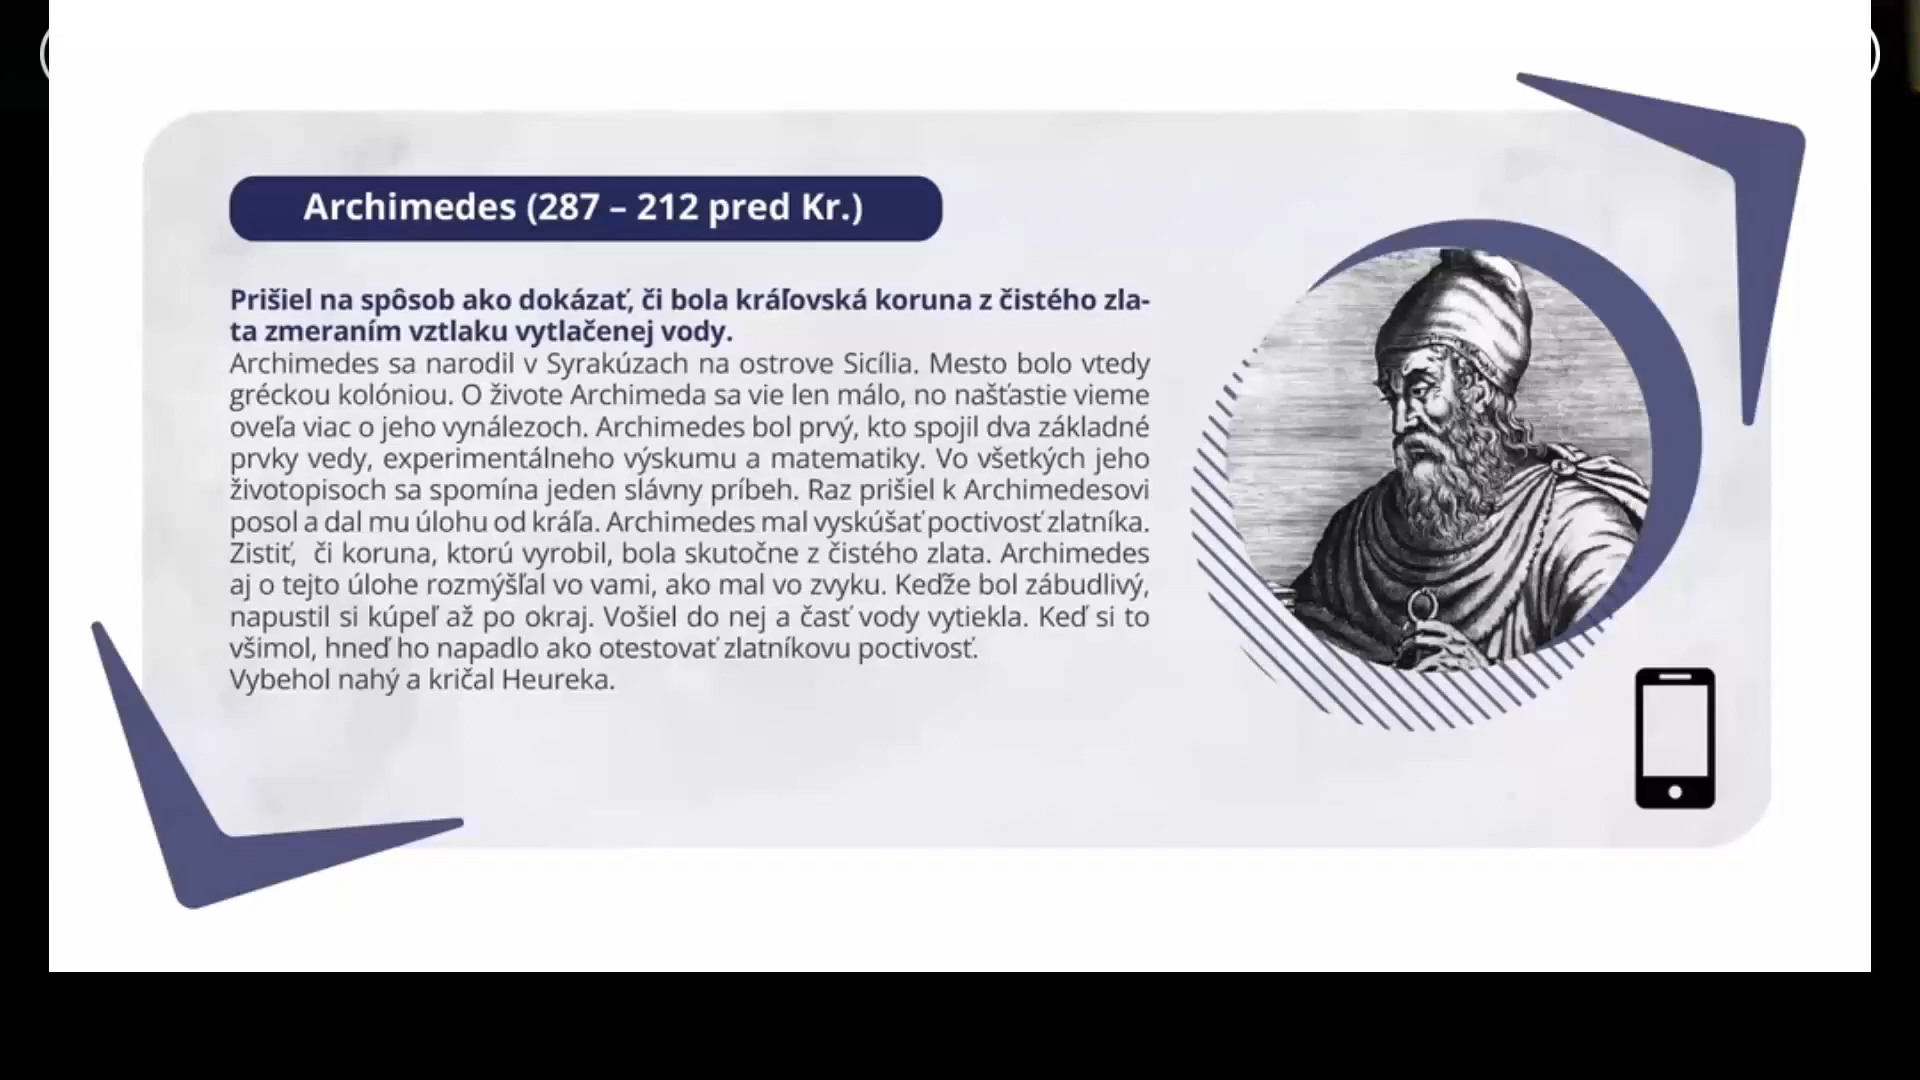 Archimedes (287 – 212 pred Kr.)
Prišiel na spôsob ako dokázať, či bola kráľovská koruna z čistého zla-
ta zmeraním vztlaku vytlačenej vody.
Archimedes sa narodil v Syrakúzach na ostrove Sicília. Mesto bolo vtedy
gréckou kolóniou. O živote Archimeda sa vie len málo, no našťastie vieme
oveľa viac o jeho vynálezoch. Archimedes bol prvý, kto spojil dva základné
prvky vedy, experimentálneho výskumu a matematiky. Vo všetkých jeho
životopisoch sa spomína jeden slávny príbeh. Raz prišiel k Archimedesovi
posol a dal mu úlohu od kráľa. Archimedes mal vyskúšať poctivosť zlatníka.
Zistiť, či koruna, ktorú vyrobil, bola skutočne z čistého zlata. Archimedes
aj o tejto úlohe rozmýšľal vo vami, ako mal vo zvyku. Keďže bol zábudlivý,
napustil si kúpeľ až po okraj. Vošiel do nej a časť vody vytiekla. Keď si to
všimol, hneď ho napadlo ako otestovať zlatníkovu poctivosť.
Vybehol nahý a kričal Heureka.